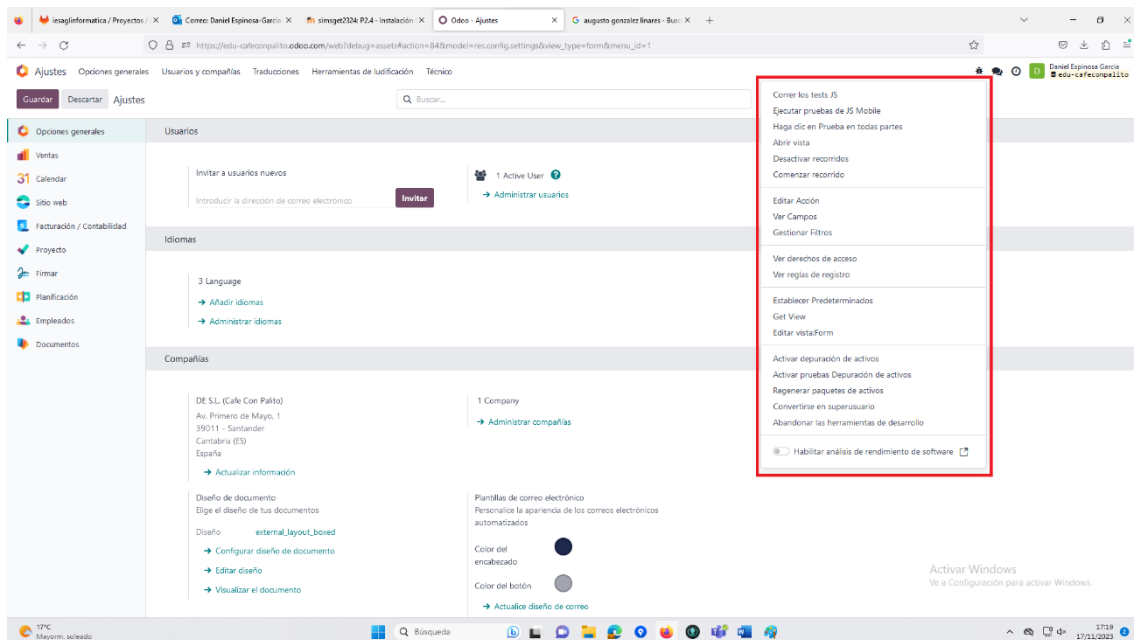 iesaglinformatica / Proyectos /
Correo: Daniel Espinosa-Garcia
simsget2324: P2.4 - Instalación
Odoo - Ajustes
augusto gonzalez linares - Busc
https://edu-cafeconpalito.odoo.com/web?debug=assets#action=84&model=res.config.settings&view_type=form&menu_id=1
Ajustes Opciones generales Usuarios y compañías Traducciones Herramientas de ludificación Técnico
D
Daniel Espinosa Garcia
edu-cafeconpalito
Guardar Descartar Ajustes
Buscar...
Opciones generales
Ventas
31 Calendar
Sitio web
Facturación / Contabilidad
Proyecto
Firmar
Planificación
Empleados
Documentos
Usuarios
Invitar a usuarios nuevos
Introducir la dirección de correo electrónico
Invitar
1 Active User ?
Administrar usuarios
Idiomas
3 Language
Añadir idiomas
Administrar idiomas
Compañías
DE S.L. (Cafe Con Palito)
Av. Primero de Mayo, 1
39011 - Santander
Cantabria (ES)
España
Actualizar información
1 Company
Administrar compañías
Diseño de documento
Elige el diseño de tus documentos
Diseño external_layout_boxed
Configurar diseño de documento
Editar diseño
Visualizar el documento
Plantillas de correo electrónico
Personalice la apariencia de los correos electrónicos
automatizados
Color del
encabezado
Color del botón
Actualice diseño de correo
Correr los tests JS
Ejecutar pruebas de JS Mobile
Haga clic en Prueba en todas partes
Abrir vista
Desactivar recorridos
Comenzar recorrido
Editar Acción
Ver Campos
Gestionar Filtros
Ver derechos de acceso
Ver reglas de registro
Establecer Predeterminados
Get View
Editar vista:Form
Activar depuración de activos
Activar pruebas Depuración de activos
Regenerar paquetes de activos
Convertirse en superusuario
Abandonar las herramientas de desarrollo
Habilitar análisis de rendimiento de software
Activar Windows
Ve a Configuración para activar Windows.
17°C
Mayorm. soleado
Búsqueda
17:19
17/11/2023